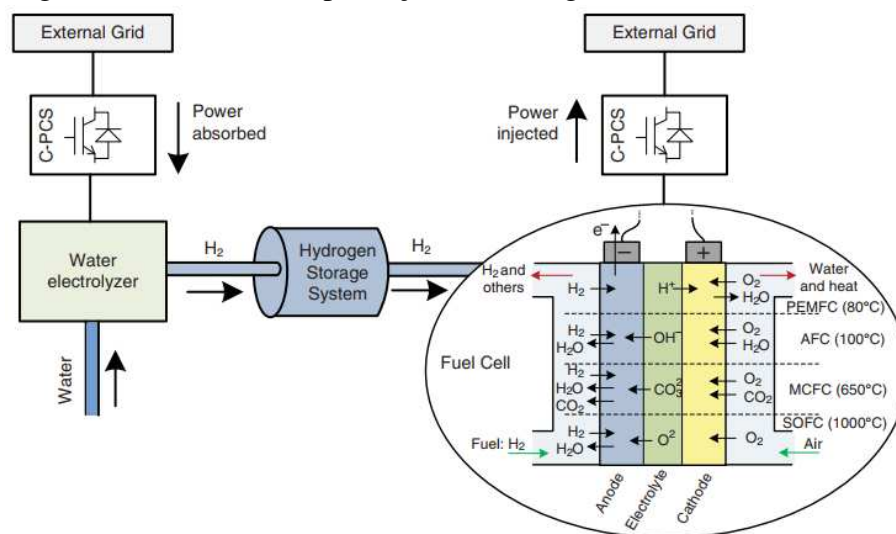 External Grid
C-PCS
Power
absorbed
Water
electrolyzer
Water
H₂
Hydrogen
Storage
System
H₂
External Grid
Power
injected
C-PCS
Fuel Cell
e⁻
−
+
H₂ and
others
H₂
H⁺
O₂
H₂O
Water
and heat
PEMFC (80°C)
H₂
H₂O
OH⁻
O₂
H₂O
AFC (100°C)
H₂
H₂O
CO₂
CO²₃
O₂
CO₂
MCFC (650°C)
SOFC (1000°C)
H₂
H₂O
O²
O₂
Fuel: H₂
Air
Anode
Electrolyte
Cathode